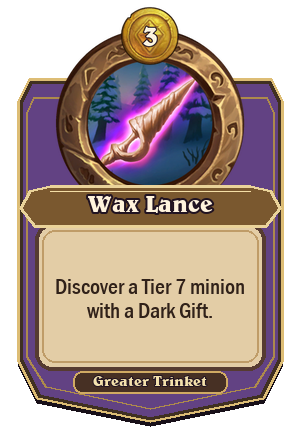 3
Wax Lance
Discover a Tier 7 minion
with a Dark Gift.
Greater Trinket